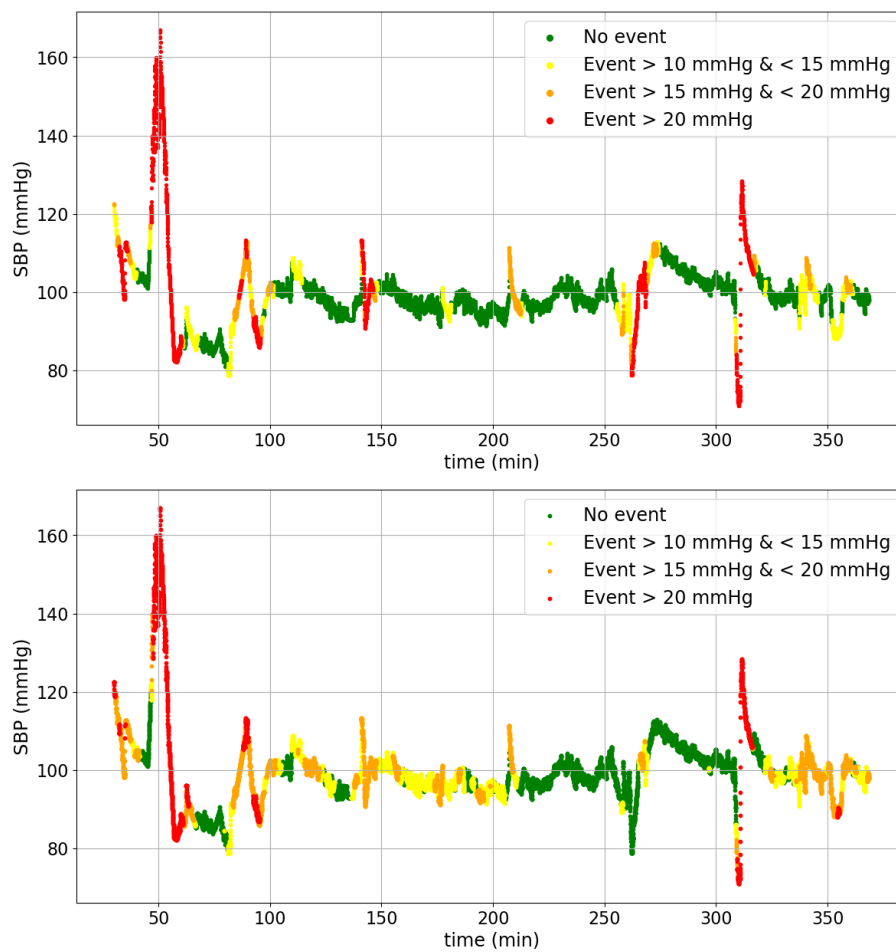 No event
Event > 10 mmHg & < 15 mmHg
Event > 15 mmHg & < 20 mmHg
Event > 20 mmHg
SBP (mmHg)
160
140
120
100
80
50
100
150
200
250
300
350
time (min)
No event
Event > 10 mmHg & < 15 mmHg
Event > 15 mmHg & < 20 mmHg
Event > 20 mmHg
SBP (mmHg)
160
140
120
100
80
50
100
150
200
250
300
350
time (min)